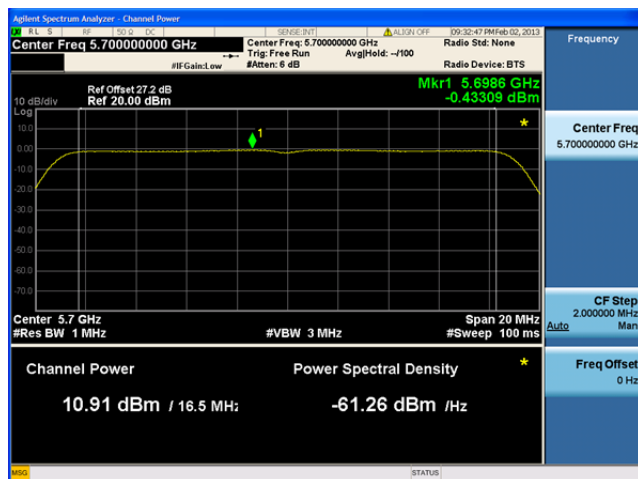 Agilent Spectrum Analyzer - Channel Power
RL S RF 50 Ω DC SENSE:INT ALIGN OFF 09:32:47 PM Feb 02, 2013
Center Freq 5.700000000 GHz
Center Freq: 5.700000000 GHz
Radio Std: None
Trig: Free Run Avg|Hold: --/100
#IFGain:Low #Atten: 6 dB Radio Device: BTS
Frequency
Ref Offset 27.2 dB
10 dB/div Ref 20.00 dBm
Mkr1 5.6986 GHz
-0.43309 dBm
Log
10.0
0.00
-10.0
-20.0
-30.0
-40.0
-50.0
-60.0
-70.0
1
Center 5.7 GHz Span 20 MHz
#Res BW 1 MHz #VBW 3 MHz #Sweep 100 ms
Channel Power Power Spectral Density
10.91 dBm / 16.5 MHz -61.26 dBm /Hz
Center Freq
5.700000000 GHz
CF Step
2.000000 MHz
Auto Man
Freq Offset
0 Hz
MSG STATUS